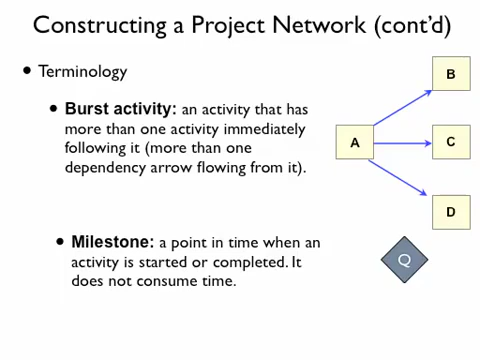 Constructing a Project Network (cont’d)
• Terminology
• Burst activity: an activity that has
more than one activity immediately
following it (more than one
dependency arrow flowing from it).
B
A
C
D
• Milestone: a point in time when an
activity is started or completed. It
does not consume time.
Q